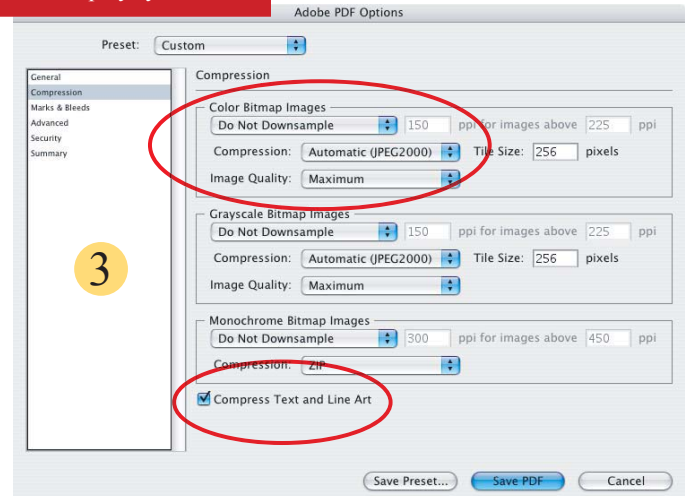 Adobe PDF Options
Preset: Custom
General
Compression
Marks & Bleeds
Advanced
Security
Summary
3
Compression
Color Bitmap Images
Do Not Downsample 150 ppi for images above 225 ppi
Compression: Automatic (JPEG2000) Tile Size: 256 pixels
Image Quality: Maximum
Grayscale Bitmap Images
Do Not Downsample 150 ppi for images above 225 ppi
Compression: Automatic (JPEG2000) Tile Size: 256 pixels
Image Quality: Maximum
Monochrome Bitmap Images
Do Not Downsample 300 ppi for images above 450 ppi
Compression: ZIP
Compress Text and Line Art
Save Preset... Save PDF Cancel